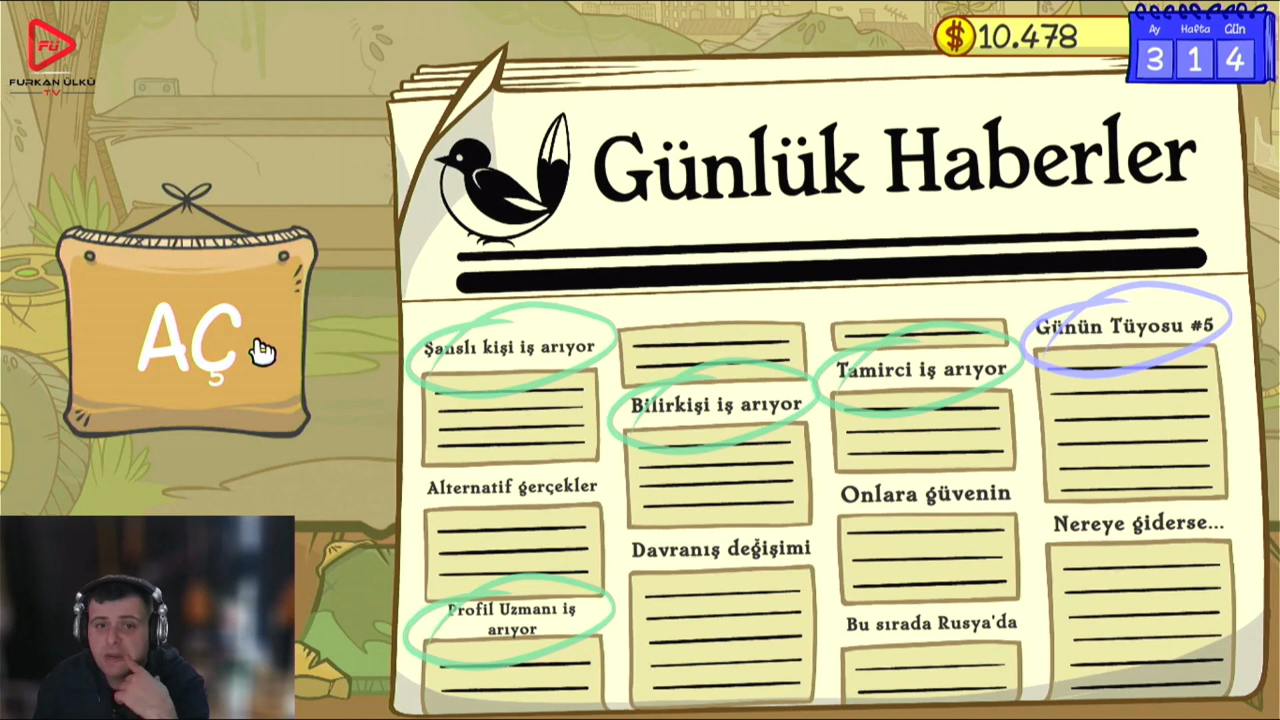 FU
FURKAN ÜLKÜ
TV
$ 10.478
Ay Hafta Gün
3 1 4
Günlük Haberler
AÇ
Şanslı kişi iş arıyor
Alternatif gerçekler
Profil Uzmanı iş
arıyor
Bilirkişi iş arıyor
Davranış değişimi
Tamirci iş arıyor
Onlara güvenin
Bu sırada Rusya'da
Günün Tüyosu #5
Nereye giderse...